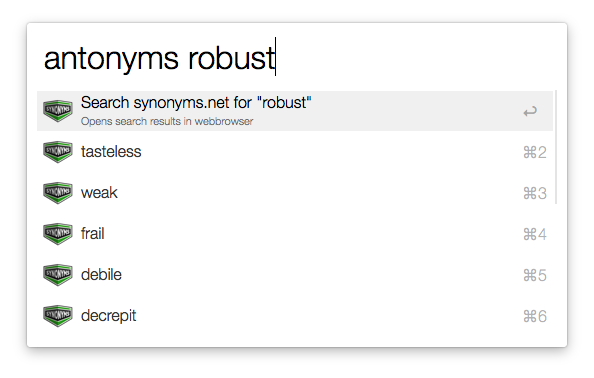 antonyms robust
Search synonyms.net for "robust"
Opens search results in webbrowser
↩
SYNONYMS
tasteless
⌘2
SYNONYMS
weak
⌘3
SYNONYMS
frail
⌘4
SYNONYMS
debile
⌘5
SYNONYMS
decrepit
⌘6
SYNONYMS